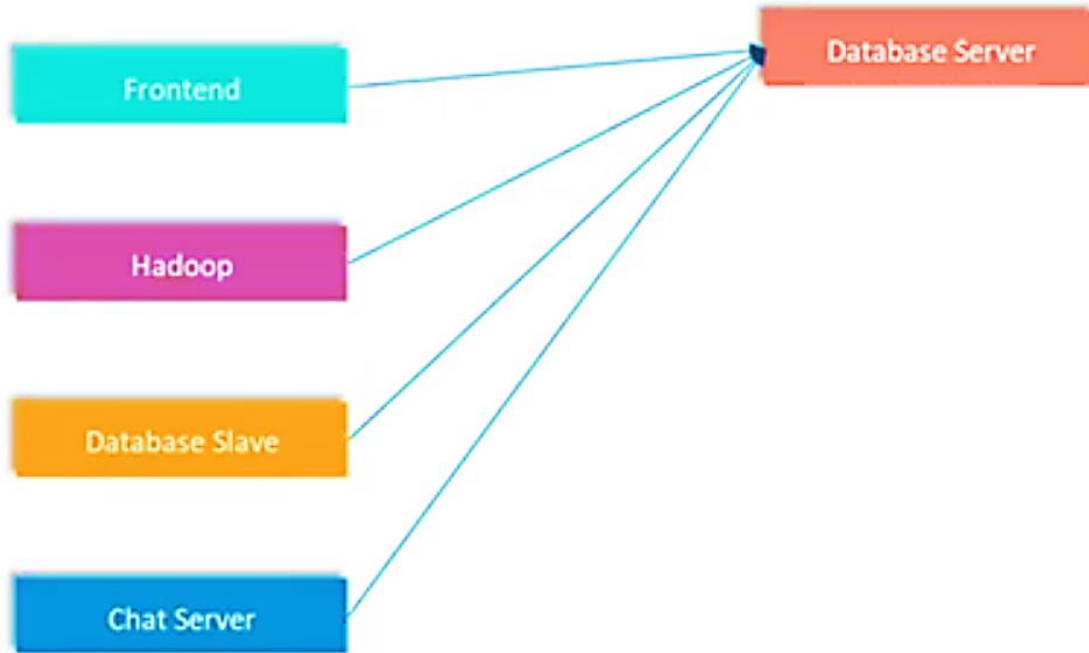 Database Server
Frontend
Hadoop
Database Slave
Chat Server